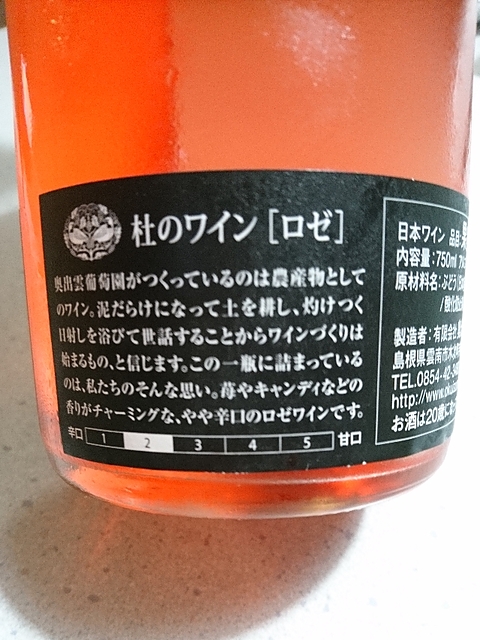 杜のワイン［ロゼ］
奥出雲葡萄園がつくっているのは農産物として
のワイン。泥だらけになって土を耕し、灼けつく
日射しを浴びて世話することからワインづくりは
始まるもの、と信じます。この一瓶に詰まっている
のは、私たちのそんな思い。苺やキャンディなどの
香りがチャーミングな、やや辛口のロゼワインです。
辛口 1 2 3 4 5 甘口
日本ワイン 品目：果
内容量：750ml
原材料名：ぶどう
製造者：有限会社
島根県雲南市木次
TEL.0854-42-34
http://www.oku
お酒は20歳にな